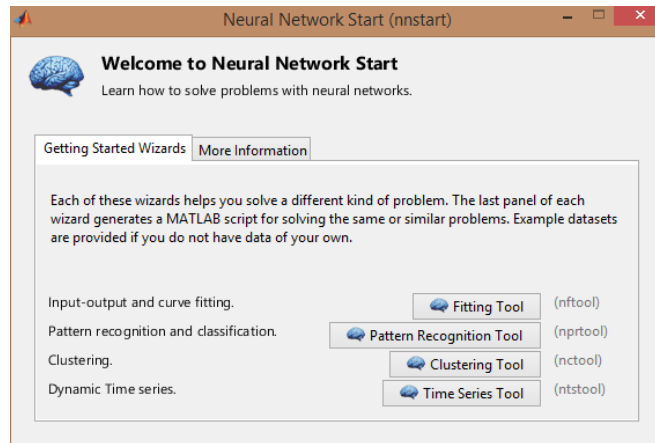 Neural Network Start (nnstart)
Welcome to Neural Network Start
Learn how to solve problems with neural networks.
Getting Started Wizards More Information
Each of these wizards helps you solve a different kind of problem. The last panel of each
wizard generates a MATLAB script for solving the same or similar problems. Example datasets
are provided if you do not have data of your own.
Input-output and curve fitting. Fitting Tool (nftool)
Pattern recognition and classification. Pattern Recognition Tool (nprtool)
Clustering. Clustering Tool (nctool)
Dynamic Time series. Time Series Tool (ntstool)